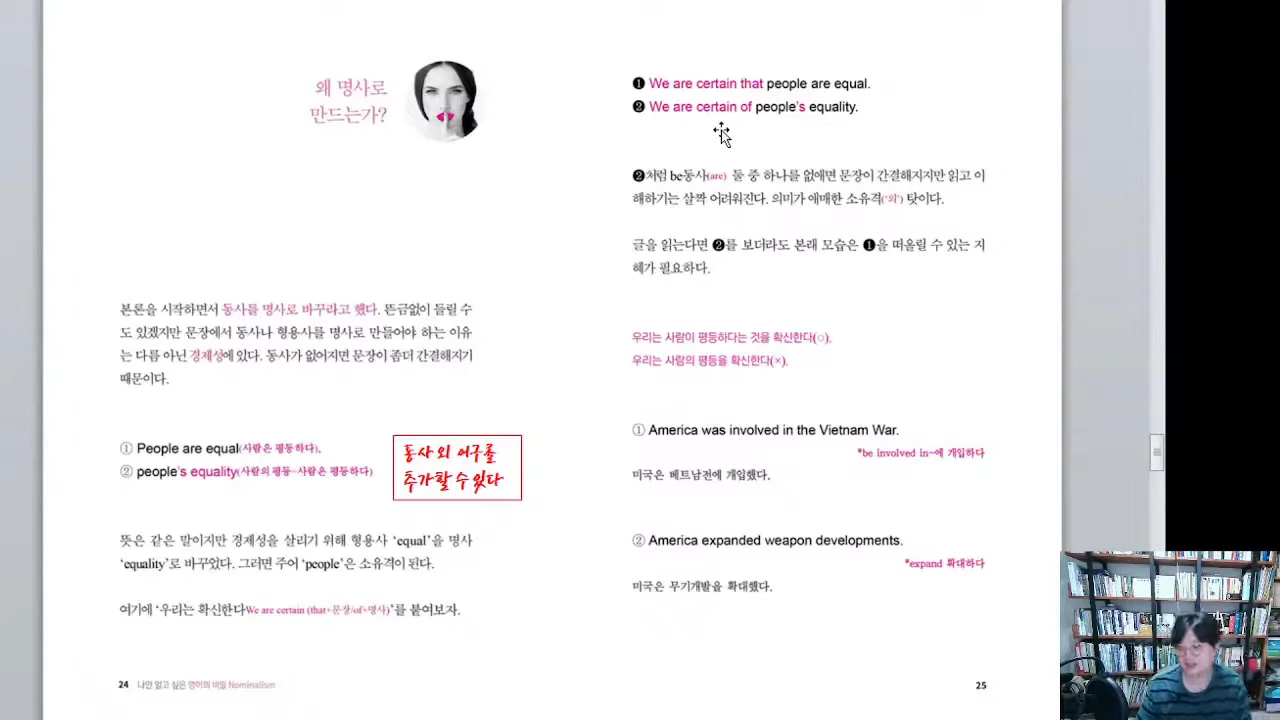 왜 명사로
만드는가?
본론을 시작하면서 동사를 명사로 바꾸라고 했다. 뜬금없이 들릴 수
도 있겠지만 문장에서 동사나 형용사를 명사로 만들어야 하는 이유
는 다름 아닌 경제성에 있다. 동사가 없어지면 문장이 좀더 간결해지기
때문이다.
① People are equal(사람은 평등하다).
② people's equality(사람의 평등→사람은 평등하다)
동사 외 어구를
추가할 수 있다
뜻은 같은 말이지만 경제성을 살리기 위해 형용사 ‘equal’을 명사
‘equality’로 바꾸었다. 그러면 주어 ‘people’은 소유격이 된다.
여기에 ‘우리는 확신한다We are certain (that+문장/of+명사)’를 붙여보자.
24 나만 알고 싶은 영어의 비밀 Nominalism
❶ We are certain that people are equal.
❷ We are certain of people's equality.
❷처럼 be동사(are) 둘 중 하나를 없애면 문장이 간결해지지만 읽고 이
해하기는 살짝 어려워진다. 의미가 애매한 소유격(‘의’) 탓이다.
글을 읽는다면 ❷를 보더라도 본래 모습은 ❶을 떠올릴 수 있는 지
혜가 필요하다.
우리는 사람이 평등하다는 것을 확신한다(○).
우리는 사람의 평등을 확신한다(×).
① America was involved in the Vietnam War.
*be involved in~에 개입하다
미국은 베트남전에 개입했다.
② America expanded weapon developments.
*expand 확대하다
미국은 무기개발을 확대했다.
25